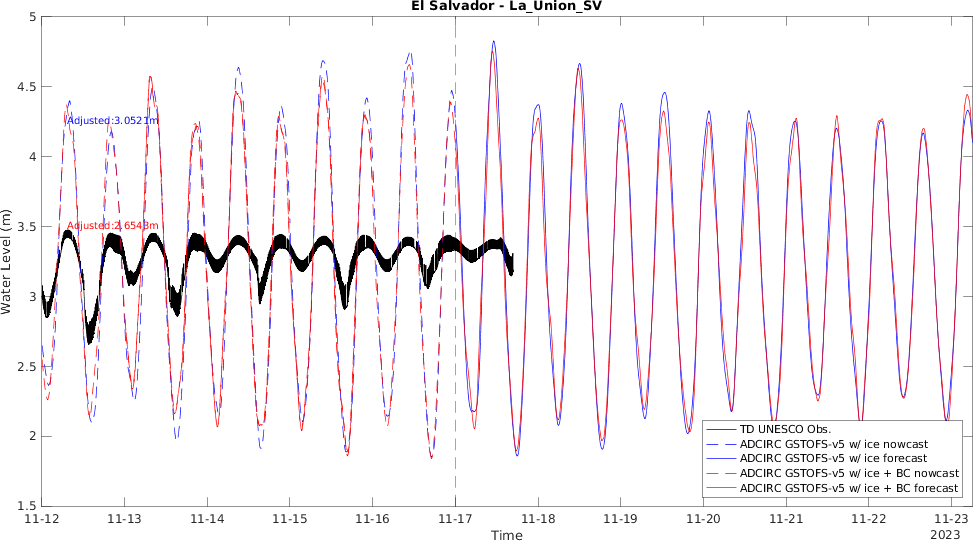 El Salvador - La_Union_SV
5
4.5
4
3.5
3
2.5
2
1.5
Water Level (m)
Adjusted:3.0521m
Adjusted:2.6543m
TD UNESCO Obs.
ADCIRC GSTOFS-v5 w/ ice nowcast
ADCIRC GSTOFS-v5 w/ ice forecast
ADCIRC GSTOFS-v5 w/ ice + BC nowcast
ADCIRC GSTOFS-v5 w/ ice + BC forecast
11-12 11-13 11-14 11-15 11-16 11-17 11-18 11-19 11-20 11-21 11-22 11-23
2023
Time